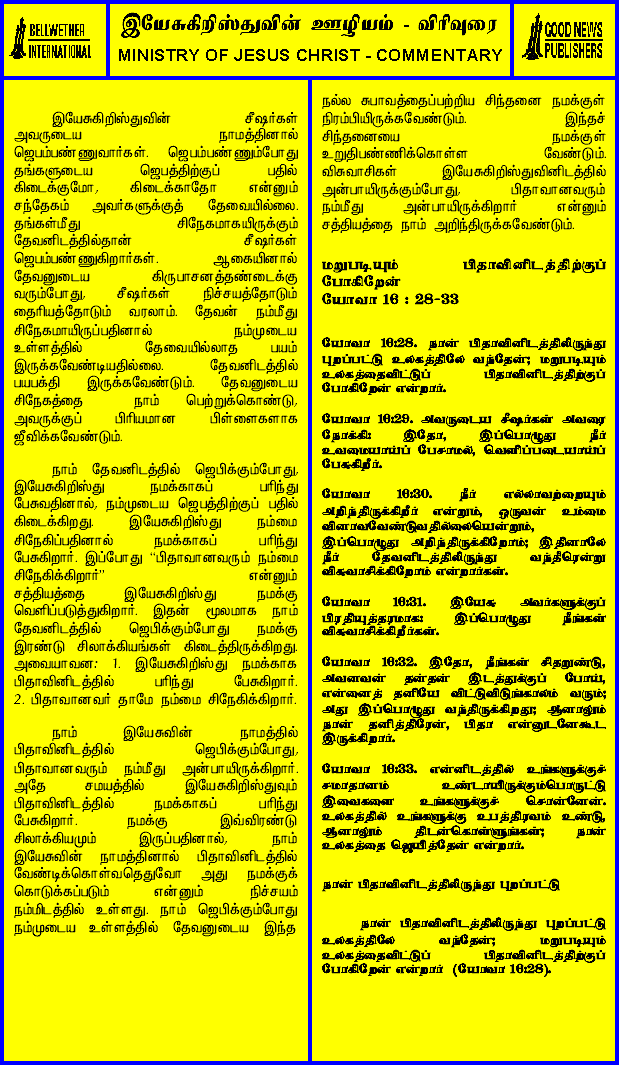 BELLWETHER
INTERNATIONAL
இயேசுகிறிஸ்துவின் ஊழியம் - விரிவுரை
MINISTRY OF JESUS CHRIST - COMMENTARY
GOOD NEWS
PUBLISHERS
இயேசுகிறிஸ்துவின் சீஷர்கள்
அவருடைய நாமத்தினால்
ஜெபம்பண்ணுவார்கள். ஜெபம்பண்ணும்போது
தங்களுடைய ஜெபத்திற்குப் பதில்
கிடைக்குமோ, கிடைக்காதோ என்னும்
சந்தேகம் அவர்களுக்குத் தேவையில்லை.
தங்கள்மீது சிநேகமாகயிருக்கும்
தேவனிடத்தில்தான் சீஷர்கள்
ஜெபம்பண்ணுகிறார்கள். ஆகையினால்
தேவனுடைய கிருபாசனத்தண்டைக்கு
வரும்போது, சீஷர்கள் நிச்சயத்தோடும்
தைரியத்தோடும் வரலாம். தேவன் நம்மீது
சிநேகமாயிருப்பதினால் நம்முடைய
உள்ளத்தில் தேவையில்லாத பயம்
இருக்கவேண்டியதில்லை. தேவனிடத்தில்
பயபக்தி இருக்கவேண்டும். தேவனுடைய
சிநேகத்தை நாம் பெற்றுக்கொண்டு,
அவருக்குப் பிரியமான பிள்ளைகளாக
ஜீவிக்கவேண்டும்.
நாம் தேவனிடத்தில் ஜெபிக்கும்போது,
இயேசுகிறிஸ்து நமக்காகப் பரிந்து
பேசுவதினால், நம்முடைய ஜெபத்திற்குப் பதில்
கிடைக்கிறது. இயேசுகிறிஸ்து நம்மை
சிநேகிப்பதினால் நமக்காகப் பரிந்து
பேசுகிறார். இப்போது “பிதாவானவரும் நம்மை
சிநேகிக்கிறார்” என்னும்
சத்தியத்தை இயேசுகிறிஸ்து நமக்கு
வெளிப்படுத்துகிறார். இதன் மூலமாக நாம்
தேவனிடத்தில் ஜெபிக்கும்போது நமக்கு
இரண்டு சிலாக்கியங்கள் கிடைத்திருகிறது.
அவையாவன: 1. இயேசுகிறிஸ்து நமக்காக
பிதாவினிடத்தில் பரிந்து பேசுகிறார்.
2. பிதாவானவர் தாமே நம்மை சிநேகிக்கிறார்.
நாம் இயேசுவின் நாமத்தில்
பிதாவினிடத்தில் ஜெபிக்கும்போது,
பிதாவானவரும் நம்மீது அன்பாயிருக்கிறார்.
அதே சமயத்தில் இயேசுகிறிஸ்துவும்
பிதாவினிடத்தில் நமக்காகப் பரிந்து
பேசுகிறார். நமக்கு இவ்விரண்டு
சிலாக்கியமும் இருப்பதினால், நாம்
இயேசுவின் நாமத்தினால் பிதாவினிடத்தில்
வேண்டிக்கொள்வதெதுவோ அது நமக்குக்
கொடுக்கப்படும் என்னும் நிச்சயம்
நம்மிடத்தில் உள்ளது. நாம் ஜெபிக்கும்போது
நம்முடைய உள்ளத்தில் தேவனுடைய இந்த
நல்ல சுபாவத்தைப்பற்றிய சிந்தனை நமக்குள்
நிரம்பியிருக்கவேண்டும். இந்தச்
சிந்தனையை நமக்குள்
உறுதிபண்ணிக்கொள்ள வேண்டும்.
விசுவாசிகள் இயேசுகிறிஸ்துவினிடத்தில்
அன்பாயிருக்கும்போது, பிதாவானவரும்
நம்மீது அன்பாயிருக்கிறார் என்னும்
சத்தியத்தை நாம் அறிந்திருக்கவேண்டும்.
மறுபடியும் பிதாவினிடத்திற்குப்
போகிறேன்
யோவா 16 : 28-33
யோவா 16:28. நான் பிதாவினிடத்திலிருந்து
புறப்பட்டு உலகத்திலே வந்தேன்; மறுபடியும்
உலகத்தைவிட்டுப் பிதாவினிடத்திற்குப்
போகிறேன் என்றார்.
யோவா 16:29. அவருடைய சீஷர்கள் அவரை
நோக்கி: இதோ, இப்பொழுது நீர்
உவமையாய்ப் பேசாமல், வெளிப்படையாய்ப்
பேசுகிறீர்.
யோவா 16:30. நீர் எல்லாவற்றையும்
அறிந்திருக்கிறீர் என்றும், ஒருவன் உம்மை
வினாவவேண்டுவதில்லையென்றும்,
இப்பொழுது அறிந்திருக்கிறோம்; இதினாலே
நீர் தேவனிடத்திலிருந்து வந்தீரென்று
விசுவாசிக்கிறோம் என்றார்கள்.
யோவா 16:31. இயேசு அவர்களுக்குப்
பிரதியுத்தரமாக: இப்பொழுது நீங்கள்
விசுவாசிக்கிறீர்கள்.
யோவா 16:32. இதோ, நீங்கள் சிதறுண்டு,
அவனவன் தன்தன் இடத்துக்குப் போய்,
என்னைத் தனியே விட்டுவிடுங்காலம் வரும்;
அது இப்பொழுது வந்திருக்கிறது; ஆனாலும்
நான் தனித்திரேன், பிதா என்னுடனேகூட
இருக்கிறார்.
யோவா 16:33. என்னிடத்தில் உங்களுக்குச்
சமாதானம் உண்டாயிருக்கும்பொருட்டு
இவைகளை உங்களுக்குச் சொன்னேன்.
உலகத்தில் உங்களுக்கு உபத்திரவம் உண்டு,
ஆனாலும் திடன்கொள்ளுங்கள்; நான்
உலகத்தை ஜெயித்தேன் என்றார்.
நான் பிதாவினிடத்திலிருந்து புறப்பட்டு
நான் பிதாவினிடத்திலிருந்து புறப்பட்டு
உலகத்திலே வந்தேன்; மறுபடியும்
உலகத்தைவிட்டுப் பிதாவினிடத்திற்குப்
போகிறேன் என்றார் (யோவா 16:28).